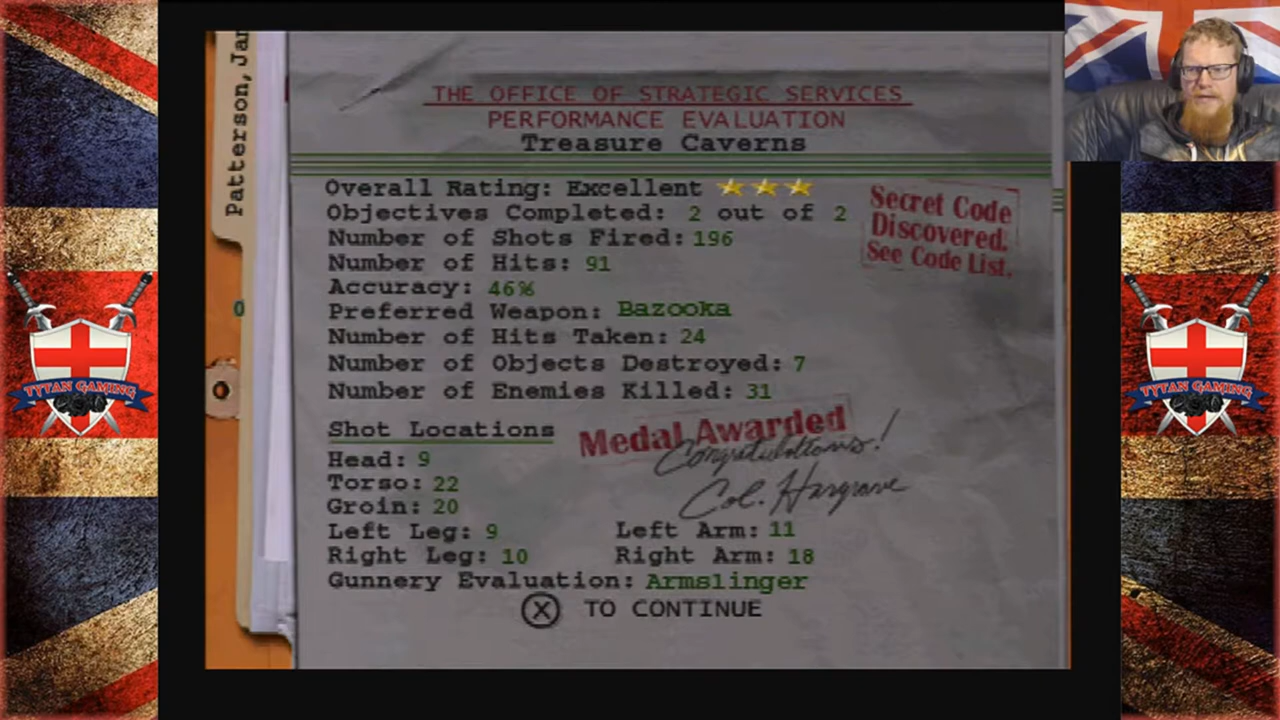 Patterson, Jar
THE OFFICE OF STRATEGIC SERVICES
PERFORMANCE EVALUATION
Treasure Caverns
Overall Rating: Excellent
Objectives Completed: 2 out of 2
Number of Shots Fired: 196
Number of Hits: 91
Accuracy: 46%
Preferred Weapon: Bazooka
Number of Hits Taken: 24
Number of Objects Destroyed: 7
Number of Enemies Killed: 31
Secret Code
Discovered.
See Code List.
0
Shot Locations
Medal Awarded
Congratulations!
Col. Hargrove
Head: 9
Torso: 22
Groin: 20
Left Leg: 9 Left Arm: 11
Right Leg: 10 Right Arm: 18
Gunnery Evaluation: Armslinger
X TO CONTINUE
TYTAN GAMING
TYTAN GAMING